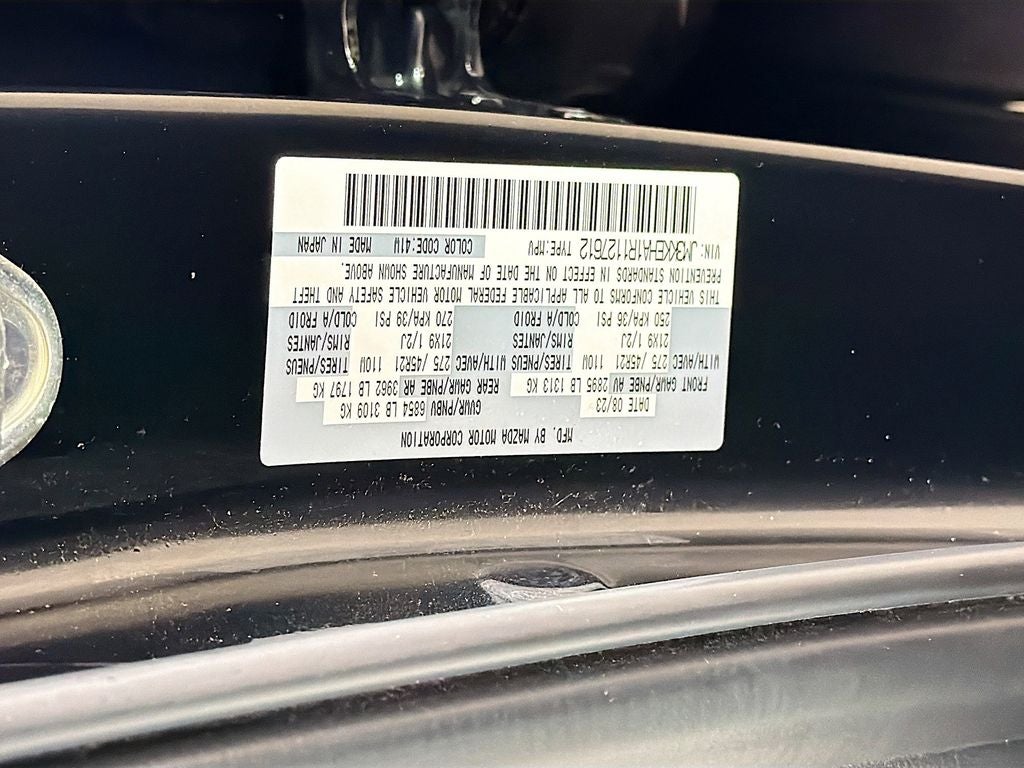 MFD. BY MAZDA MOTOR CORPORATION
DATE 08/23 GVWR/PNBV 6854 LB 3109 KG
FRONT GAWR/PNBE AV 2895 LB 1313 KG REAR GAWR/PNBE AR 3962 LB 1797 KG
WITH/AVEC TIRES/PNEUS 275 /45R21 110W WITH/AVEC TIRES/PNEUS 275 /45R21 110W
RIMS/JANTES 21X9 1/2J RIMS/JANTES 21X9 1/2J
COLD/A FROID 250 KPA/36 PSI COLD/A FROID 270 KPA/39 PSI
THIS VEHICLE CONFORMS TO ALL APPLICABLE FEDERAL MOTOR VEHICLE SAFETY AND THEFT
PREVENTION STANDARDS IN EFFECT ON THE DATE OF MANUFACTURE SHOWN ABOVE.
VIN: JM3KKEHA1R1127612 TYPE:MPV COLOR CODE:41W MADE IN JAPAN